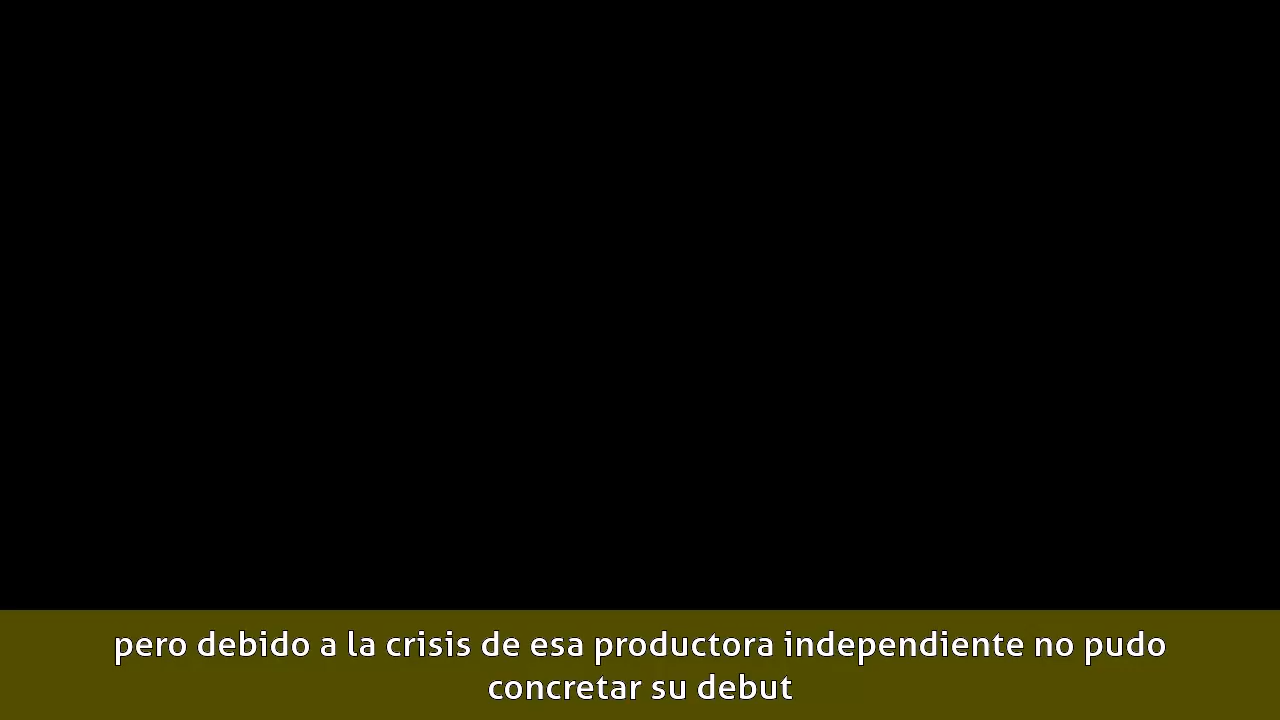 pero debido a la crisis de esa productora independiente no pudo
concretar su debut